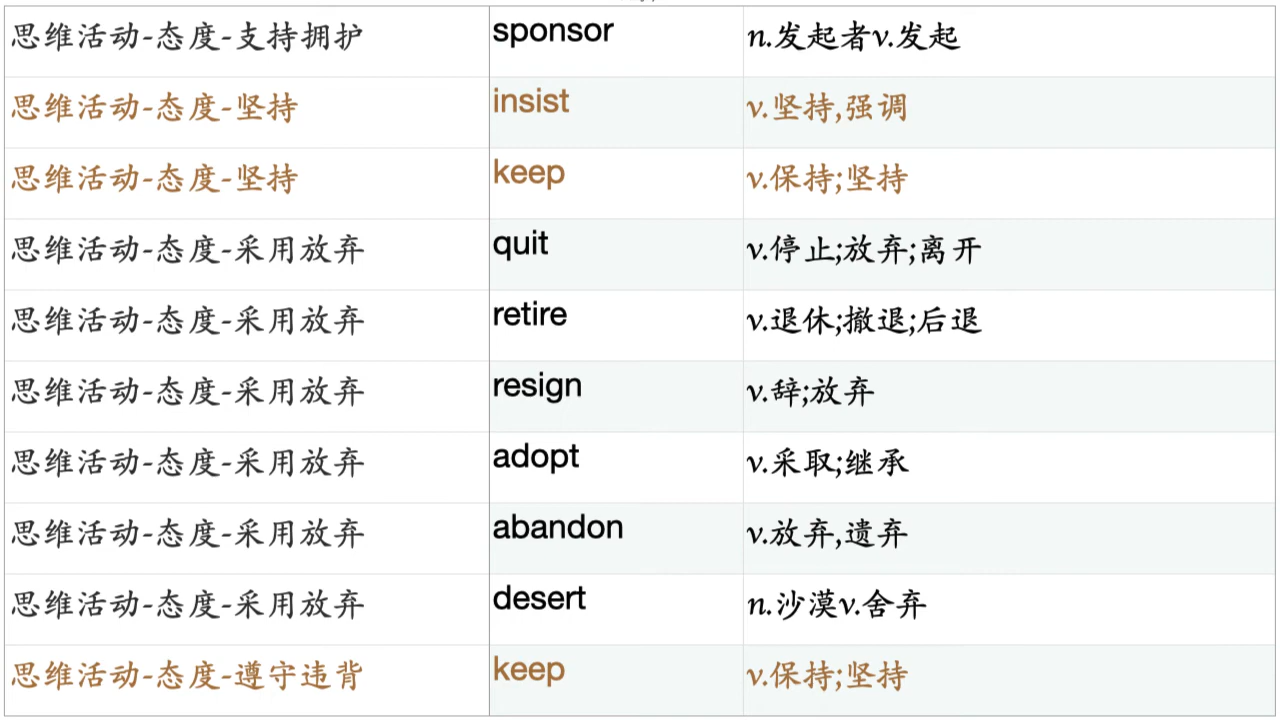 思维活动-态度-支持拥护 sponsor n.发起者v.发起
思维活动-态度-坚持 insist v.坚持,强调
思维活动-态度-坚持 keep v.保持;坚持
思维活动-态度-采用放弃 quit v.停止;放弃;离开
思维活动-态度-采用放弃 retire v.退休;撤退;后退
思维活动-态度-采用放弃 resign v.辞;放弃
思维活动-态度-采用放弃 adopt v.采取;继承
思维活动-态度-采用放弃 abandon v.放弃,遗弃
思维活动-态度-采用放弃 desert n.沙漠v.舍弃
思维活动-态度-遵守违背 keep v.保持;坚持